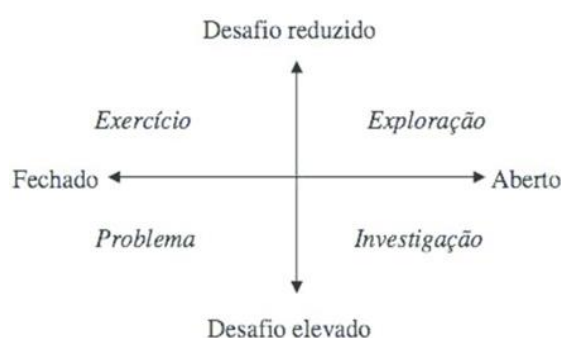 Desafio reduzido
Exercício
Exploração
Fechado
Aberto
Problema
Investigação
Desafio elevado